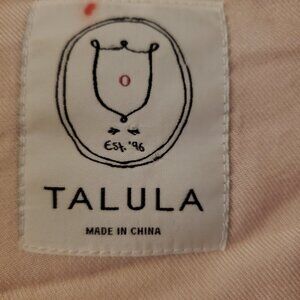 0
Est. '96
TALULA
MADE IN CHINA